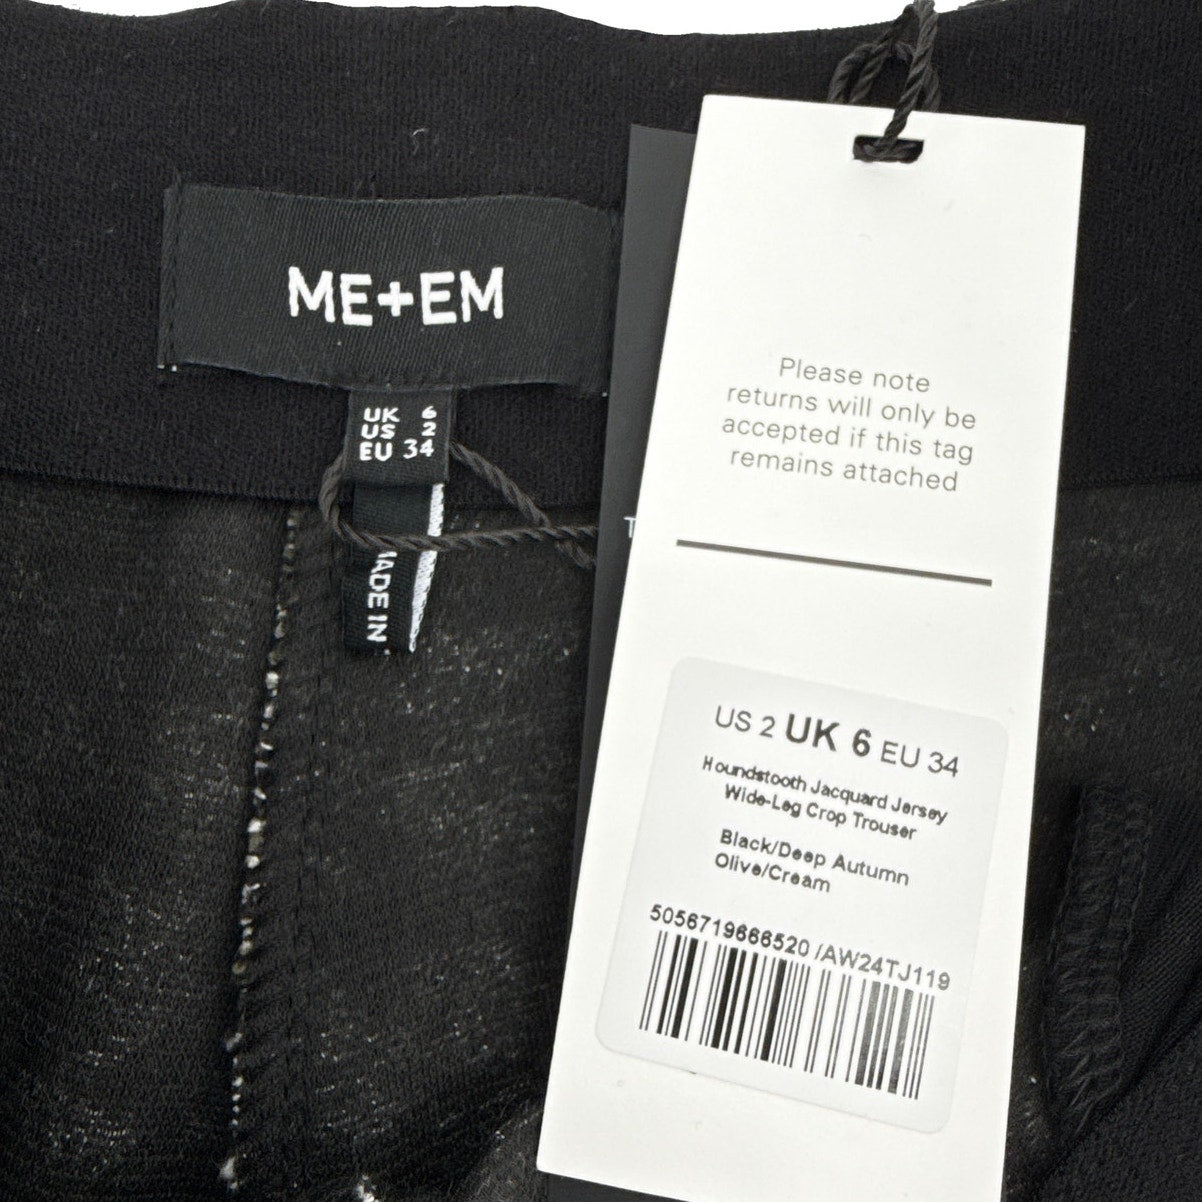 ME+EM
UK 6
US 2
EU 34
MADE IN
Please note
returns will only be
accepted if this tag
remains attached
US 2 UK 6 EU 34
Houndstooth Jacquard Jersey
Wide-Leg Crop Trouser
Black/Deep Autumn
Olive/Cream
5056719666520 /AW24TJ119